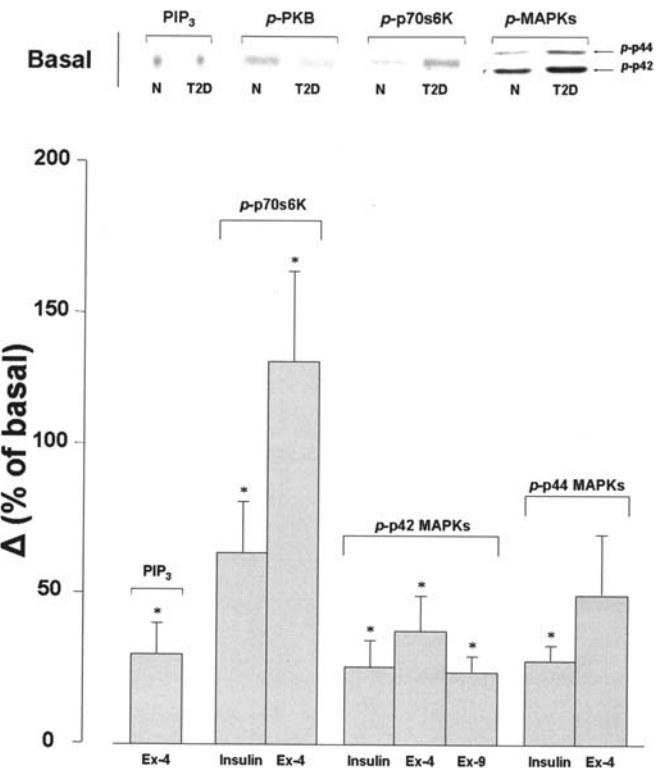 PIP3 p-PKB p-p70s6K p-MAPKs
Basal
p-p44
p-p42
N T2D N T2D N T2D N T2D
200
p-p70s6K
*
150
Δ (% of basal)
100
p-p44 MAPKs
*
p-p42 MAPKs
50
PIP3
* * * * *
0
Ex-4 Insulin Ex-4 Insulin Ex-4 Ex-9 Insulin Ex-4